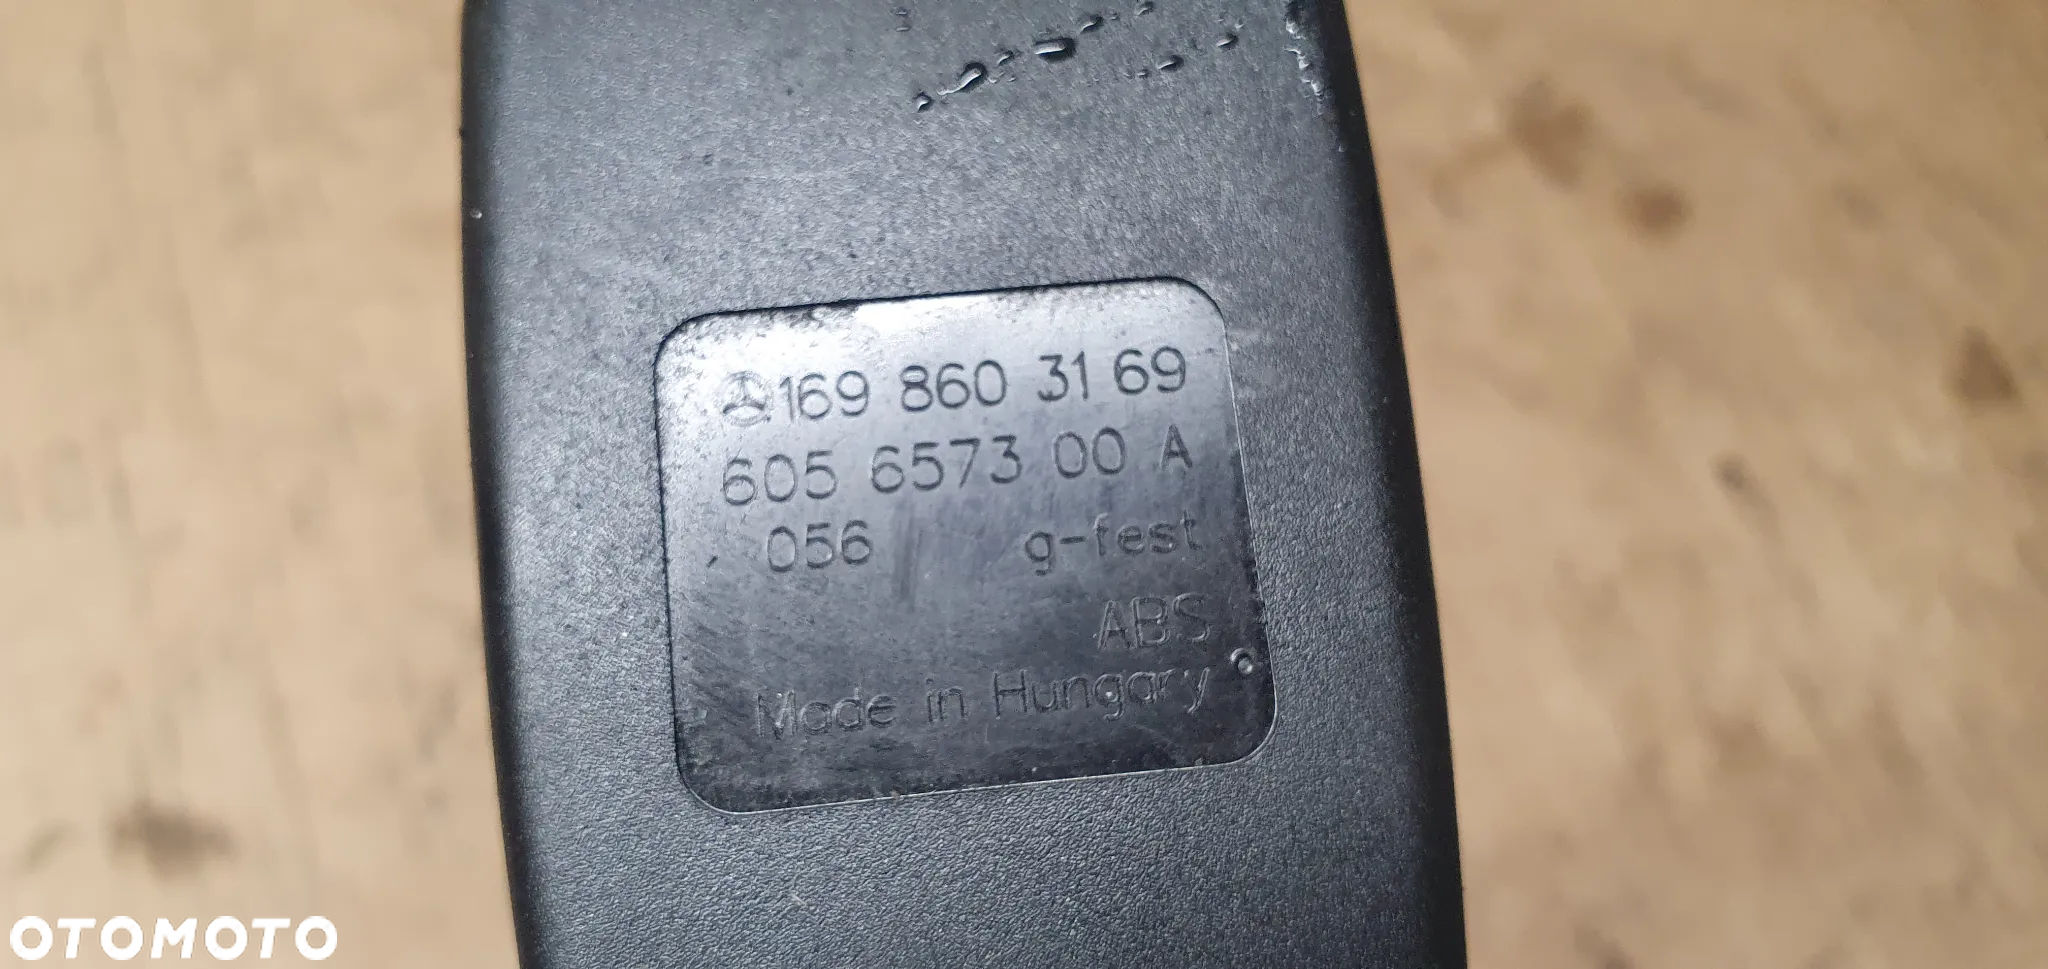 169 860 31 69
605 6573 00 A
056 g-fest
ABS
Made in Hungary
OTOMOTO